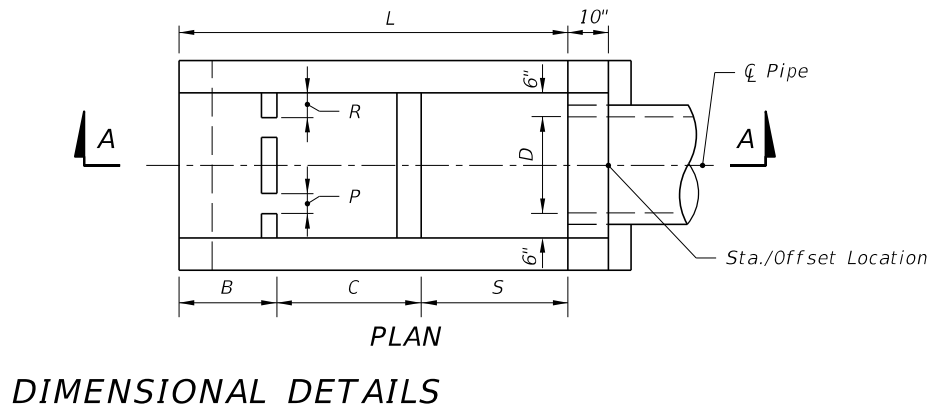 L
10"
6"
℄ Pipe
R
A
A
D
P
6"
Sta./Offset Location
B
C
S
PLAN
DIMENSIONAL DETAILS